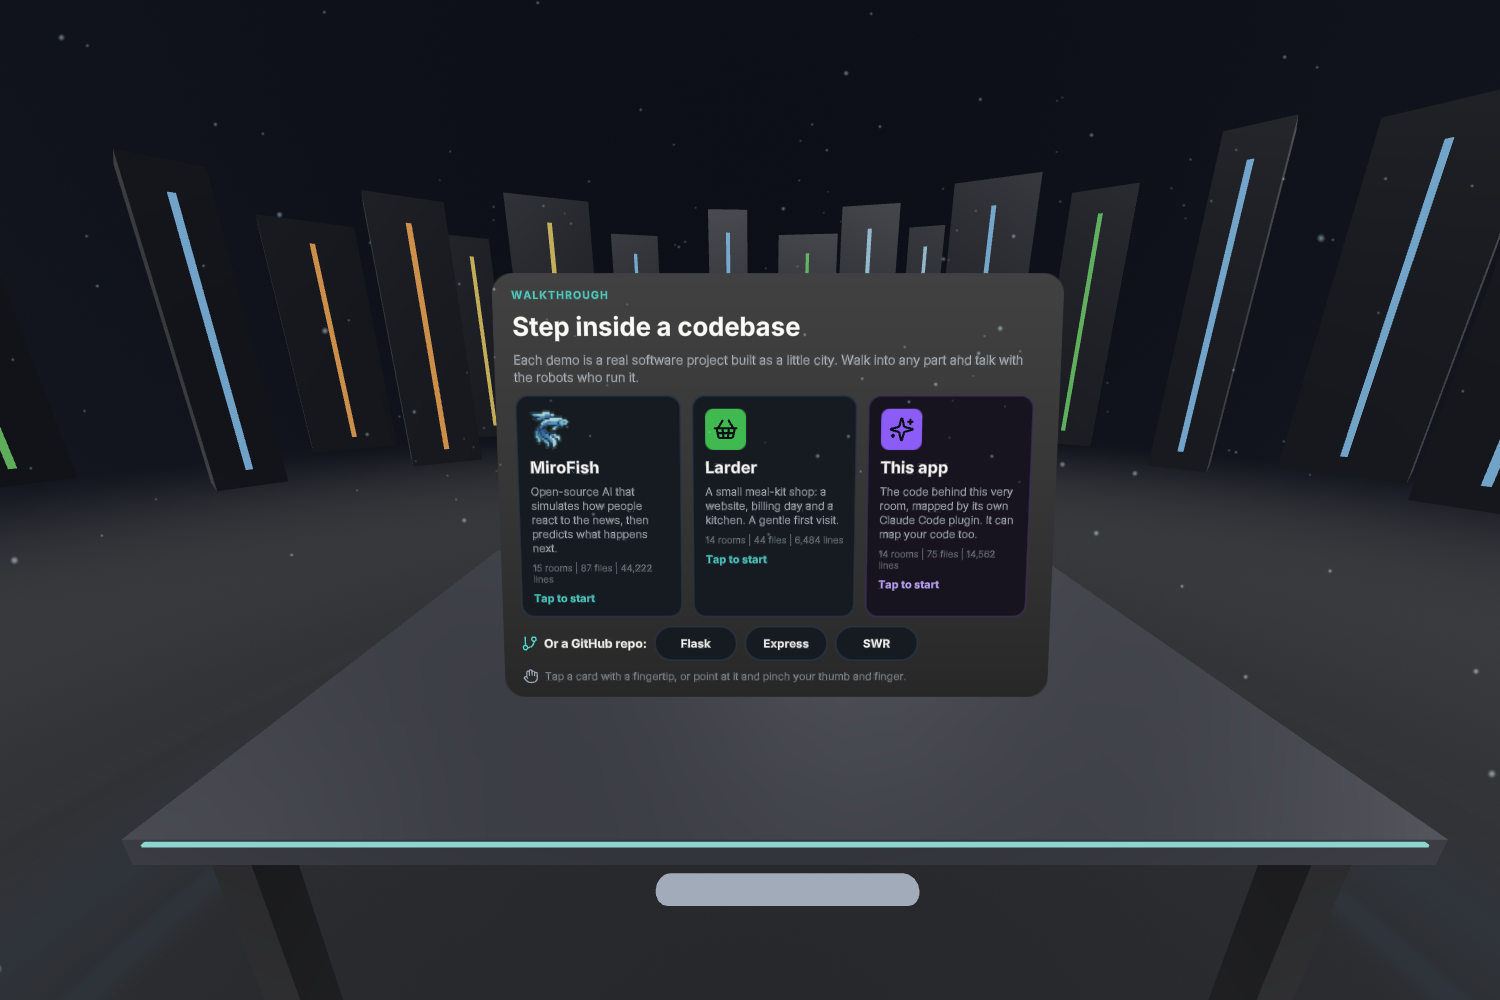 WALKTHROUGH
Step inside a codebase
Each demo is a real software project built as a little city. Walk into any part and talk with
the robots who run it.
MiroFish
Open-source AI that
simulates how people
react to the news, then
predicts what happens
next.
15 rooms | 87 files | 44,222
lines
Tap to start
Larder
A small meal-kit shop: a
website, billing day and a
kitchen. A gentle first visit.
14 rooms | 44 files | 6,484 lines
Tap to start
This app
The code behind this very
room, mapped by its own
Claude Code plugin. It can
map your code too.
14 rooms | 75 files | 14,562
lines
Tap to start
Or a GitHub repo:
Flask
Express
SWR
Tap a card with a fingertip, or point at it and pinch your thumb and finger.